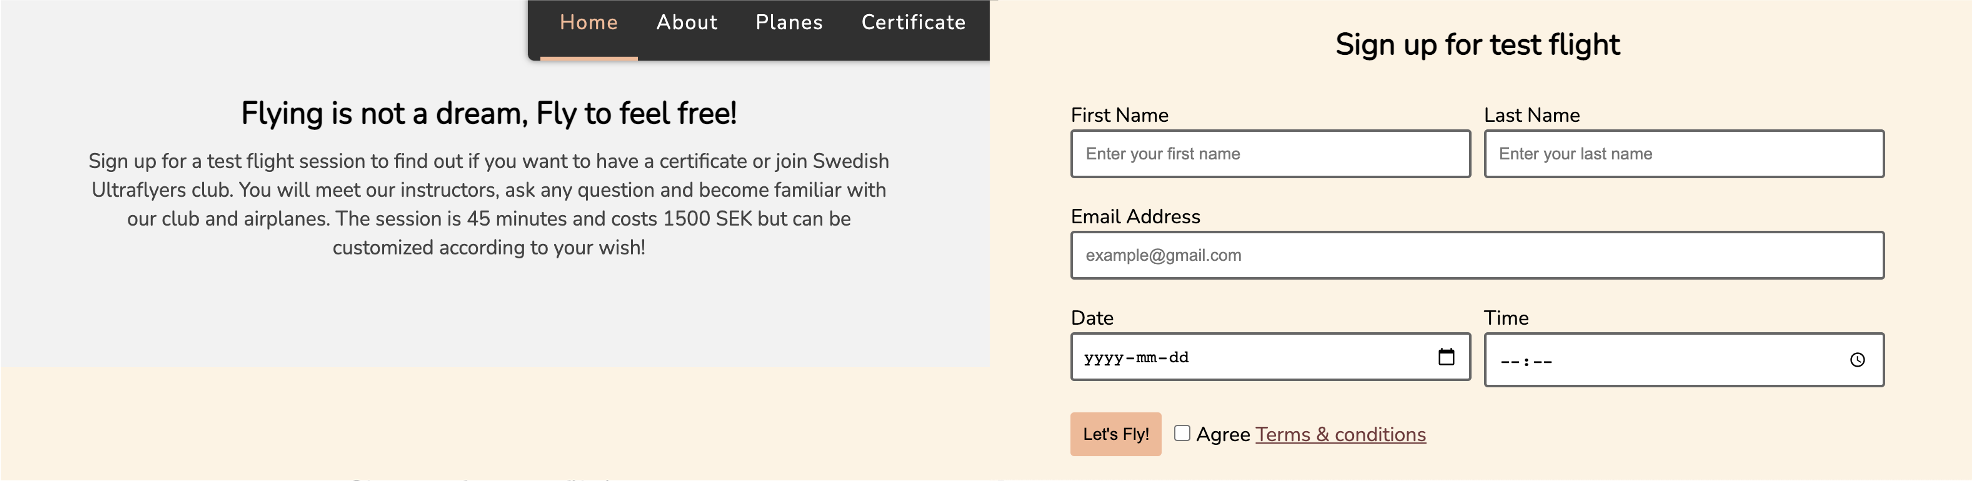 Home About Planes Certificate
Flying is not a dream, Fly to feel free!
Sign up for a test flight session to find out if you want to have a certificate or join Swedish
Ultraflyers club. You will meet our instructors, ask any question and become familiar with
our club and airplanes. The session is 45 minutes and costs 1500 SEK but can be
customized according to your wish!
Sign up for test flight
First Name Last Name
Enter your first name Enter your last name
Email Address
example@gmail.com
Date Time
yyyy-mm-dd --:--
Let's Fly! Agree Terms & conditions